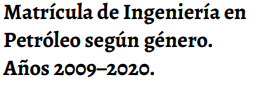 Matrícula de Ingeniería en
Petróleo según género.
Años 2009–2020.